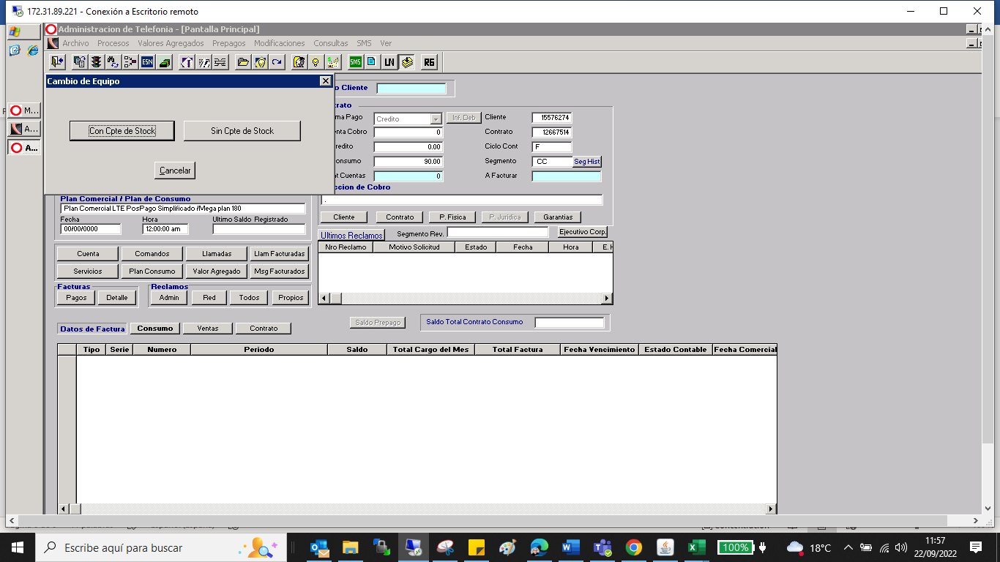 172.31.89.221 - Conexión a Escritorio remoto
Administracion de Telefonia - [Pantalla Principal]
Archivo Procesos Valores Agregados Prepagos Modificaciones Consultas SMS Ver
ESN SMS LN RG
Cambio de Equipo
Con Cpte de Stock Sin Cpte de Stock
Cancelar
M...
A...
A...
o Cliente
trato
ma Pago Credito Inf. Deb Cliente 15576274
enta Cobro 0 Contrato 12667514
redito 0.00 Ciclo Cont F
onsumo 90.00 Segmento CC Seg Hist
t Cuentas 0 A Facturar
ccion de Cobro
.
Plan Comercial / Plan de Consumo
Plan Comercial LTE PosPago Simplificado /Mega plan 180
Fecha Hora Ultimo Saldo Registrado
00/00/0000 12:00:00 am
Cliente Contrato P. Fisica P. Juridica Garantias
Ultimos Reclamos Segmento Rev. Ejecutivo Corp.
Nro Reclamo Motivo Solicitud Estado Fecha Hora E. R
Cuenta Comandos Llamadas Llam Facturadas
Servicios Plan Consumo Valor Agregado Msg Facturados
Facturas Reclamos
Pagos Detalle Admin Red Todos Propios
Saldo Prepago Saldo Total Contrato Consumo
Datos de Factura Consumo Ventas Contrato
Tipo Serie Numero Periodo Saldo Total Cargo del Mes Total Factura Fecha Vencimiento Estado Contable Fecha Comercial
Escribe aquí para buscar
100% 18°C 11:57
22/09/2022